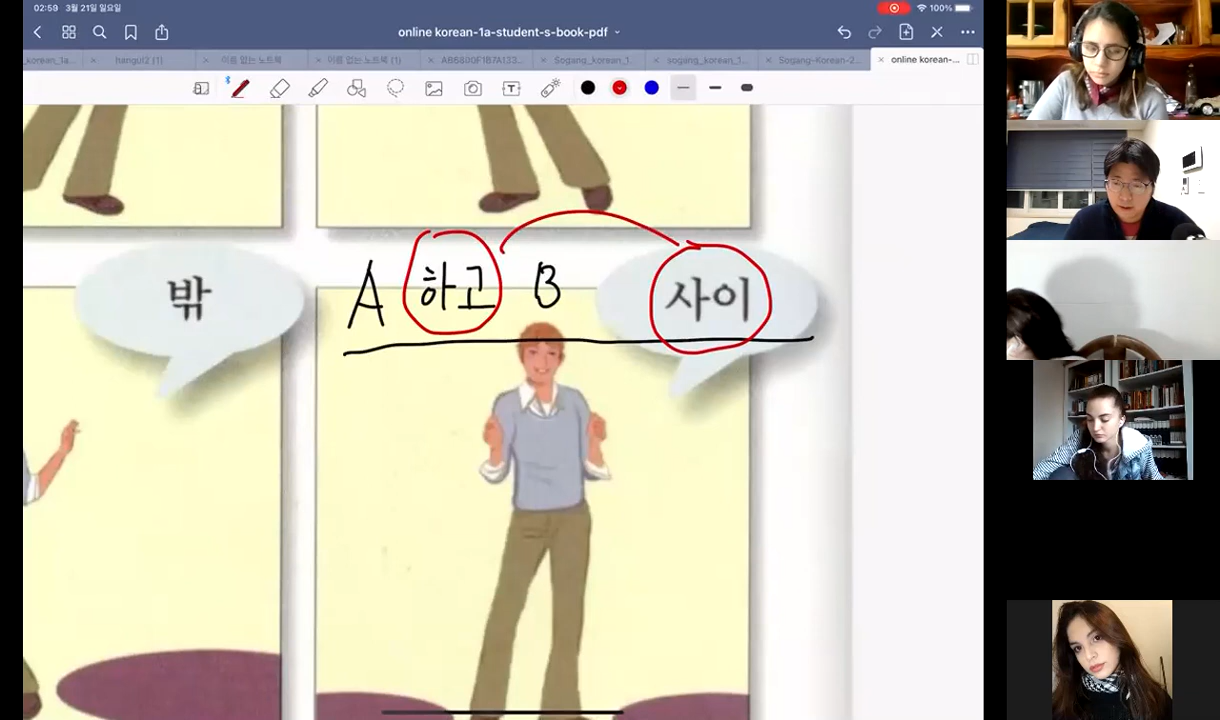 02:59 3월 21일 일요일
100%
online korean-1a-student-s-book-pdf
_korean_1a...
hangul2 (1)
이름 없는 노트북
이름 없는 노트북 (1)
AB6800F1B7A133...
Sogang_korean_1...
sogang_korean_1...
Sogang-Korean-2...
online korean-...
T
밖
A 하고 B 사이